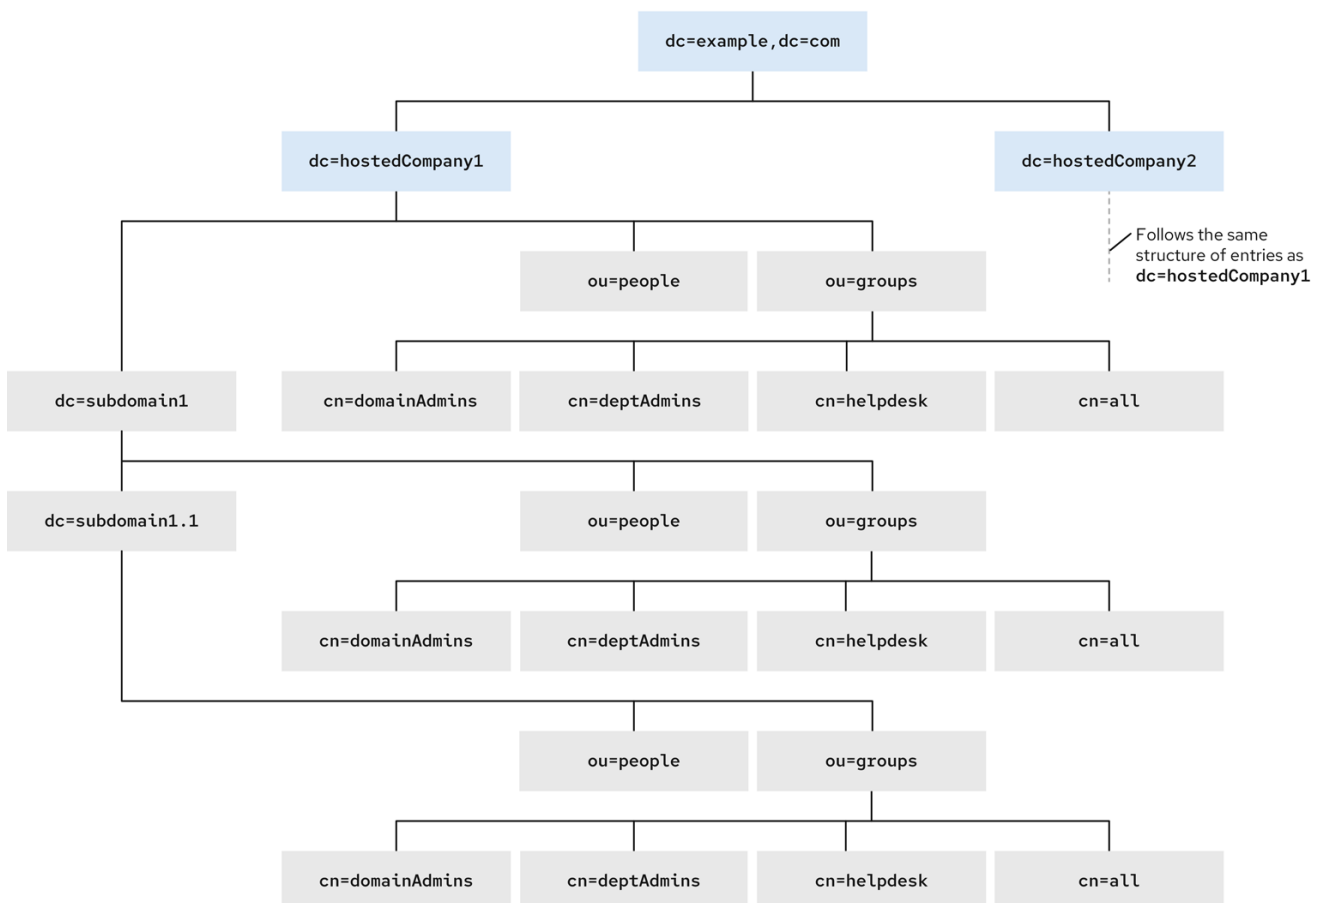 dc=example,dc=com
dc=hostedCompany1
dc=hostedCompany2
Follows the same
structure of entries as
dc=hostedCompany1
ou=people
ou=groups
dc=subdomain1
cn=domainAdmins
cn=deptAdmins
cn=helpdesk
cn=all
dc=subdomain1.1
ou=people
ou=groups
cn=domainAdmins
cn=deptAdmins
cn=helpdesk
cn=all
ou=people
ou=groups
cn=domainAdmins
cn=deptAdmins
cn=helpdesk
cn=all